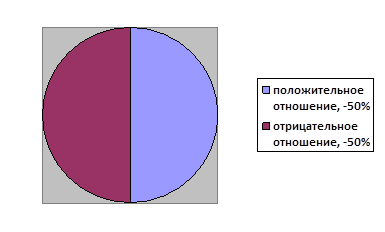 положительное
отношение, -50%
отрицательное
отношение, -50%